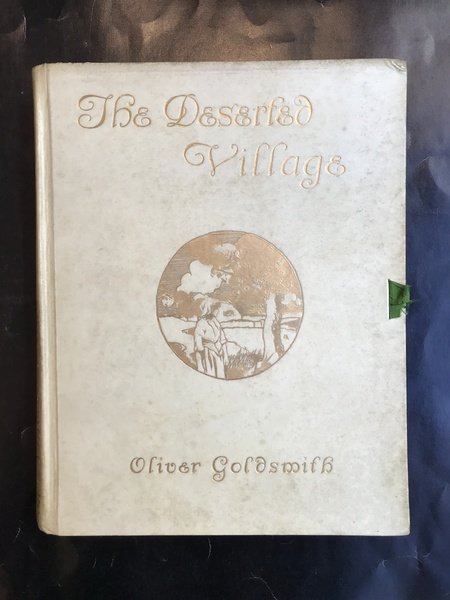 The Deserted
Village
Oliver Goldsmith